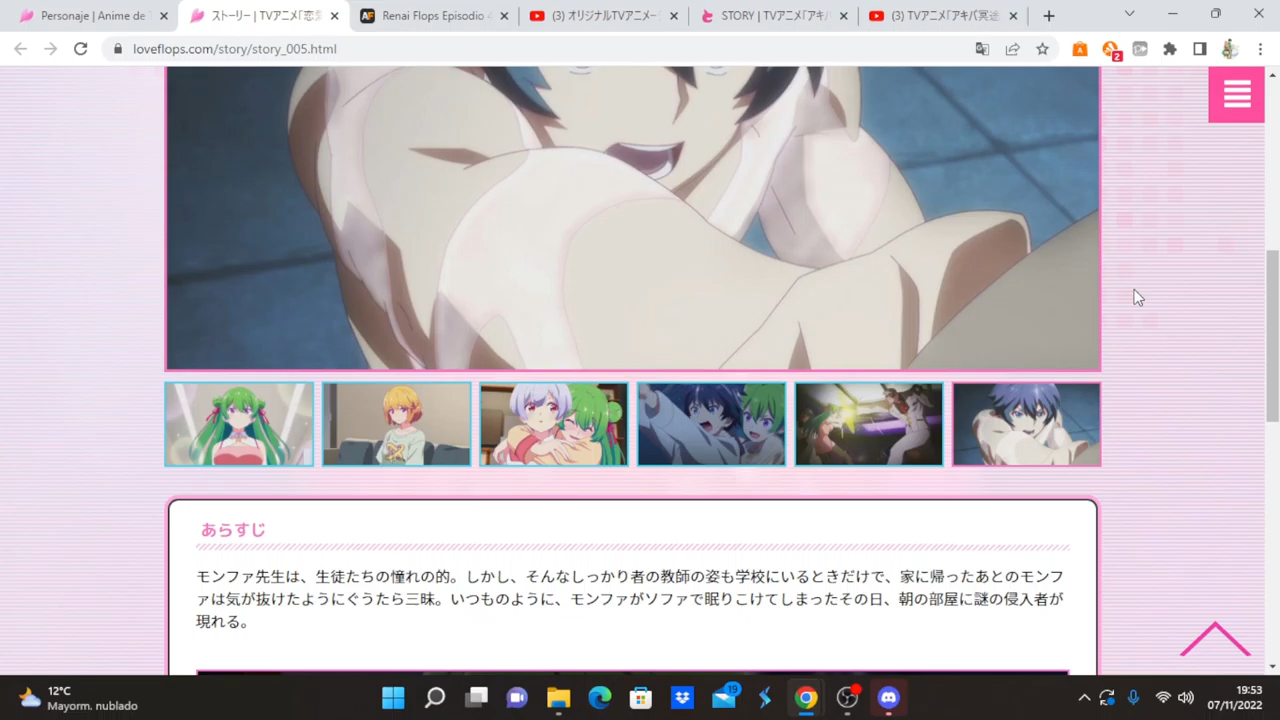 Personaje | Anime de
ストーリー | TVアニメ「恋愛
Renai Flops Episodio 4
(3) オリジナルTVアニメー
STORY | TVアニメ「アキバ
(3) TVアニメ「アキバ冥途
loveflops.com/story/story_005.html
2
あらすじ
モンファ先生は、生徒たちの憧れの的。しかし、そんなしっかり者の教師の姿も学校にいるときだけで、家に帰ったあとのモンフ
ァは気が抜けたようにぐうたら三昧。いつものように、モンファがソファで眠りこけてしまったその日、朝の部屋に謎の侵入者が
現れる。
12°C
Mayorm. nublado
19
19:53
07/11/2022